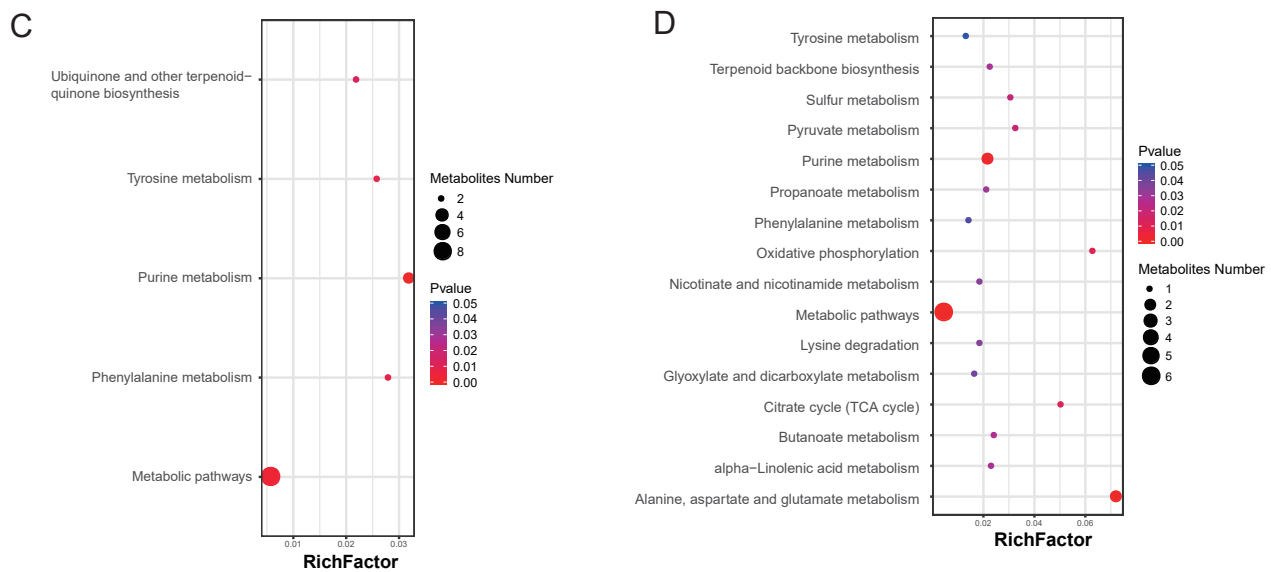 C
Ubiquinone and other terpenoid−
quinone biosynthesis
Tyrosine metabolism
Purine metabolism
Phenylalanine metabolism
Metabolic pathways
0.01 0.02 0.03
RichFactor
Metabolites Number
2
4
6
8
Pvalue
0.05
0.04
0.03
0.02
0.01
0.00
D
Tyrosine metabolism
Terpenoid backbone biosynthesis
Sulfur metabolism
Pyruvate metabolism
Purine metabolism
Propanoate metabolism
Phenylalanine metabolism
Oxidative phosphorylation
Nicotinate and nicotinamide metabolism
Metabolic pathways
Lysine degradation
Glyoxylate and dicarboxylate metabolism
Citrate cycle (TCA cycle)
Butanoate metabolism
alpha−Linolenic acid metabolism
Alanine, aspartate and glutamate metabolism
0.02 0.04 0.06
RichFactor
Pvalue
0.05
0.04
0.03
0.02
0.01
0.00
Metabolites Number
1
2
3
4
5
6